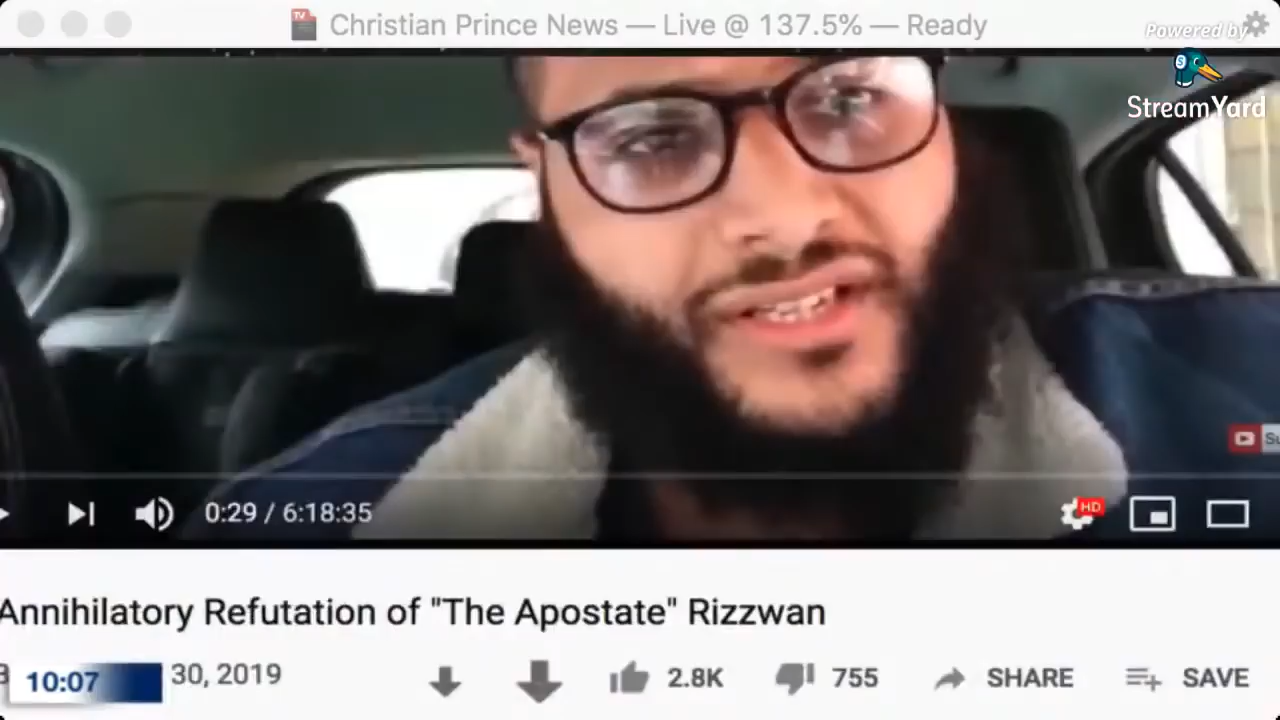 TV Christian Prince News — Live @ 137.5% — Ready
Powered by
StreamYard
0:29 / 6:18:35
HD
Annihilatory Refutation of "The Apostate" Rizzwan
10:07 30, 2019 2.8K 755 SHARE SAVE